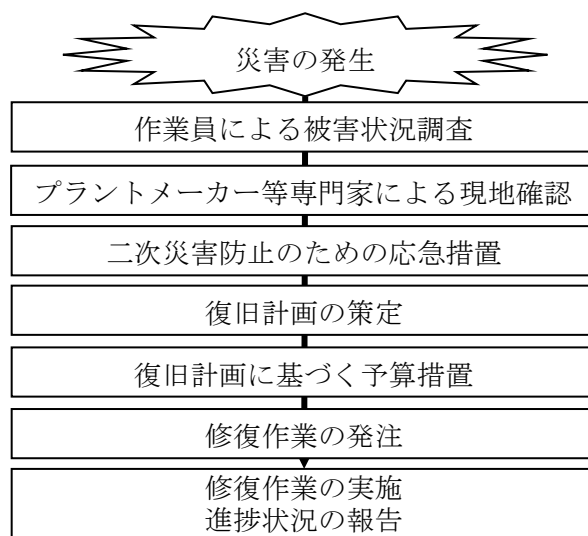 災害の発生
作業員による被害状況調査
プラントメーカー等専門家による現地確認
二次災害防止のための応急措置
復旧計画の策定
復旧計画に基づく予算措置
修復作業の発注
修復作業の実施
進捗状況の報告